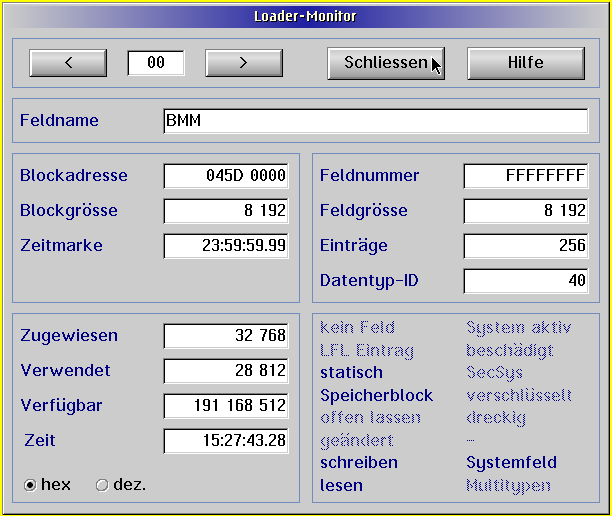 Loader-Monitor
< 00 > Schliessen Hilfe
Feldname BMM
Blockadresse 045D 0000
Blockgrösse 8 192
Zeitmarke 23:59:59.99
Feldnummer FFFFFFFF
Feldgrösse 8 192
Einträge 256
Datentyp-ID 40
Zugewiesen 32 768
Verwendet 28 812
Verfügbar 191 168 512
Zeit 15:27:43.28
hex dez.
kein Feld System aktiv
LFL Eintrag beschädigt
statisch SecSys
Speicherblock verschlüsselt
offen lassen dreckig
geändert –
schreiben Systemfeld
lesen Multitypen